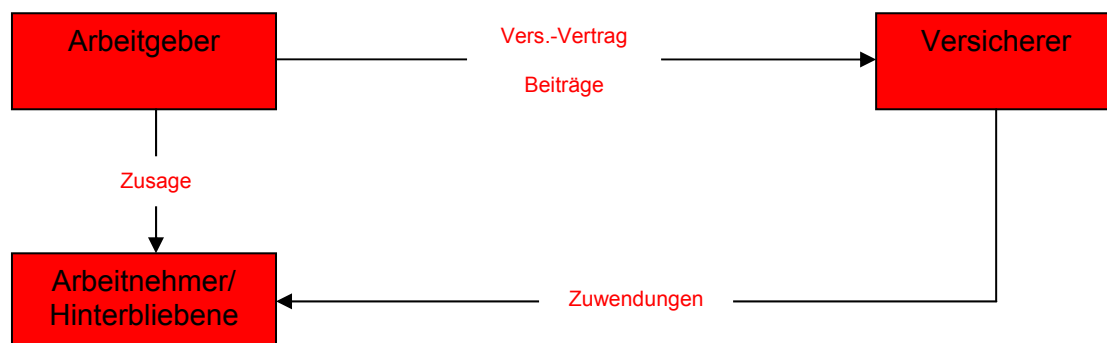 Arbeitgeber
Vers.-Vertrag
Versicherer
Beiträge
Zusage
Arbeitnehmer/
Hinterbliebene
Zuwendungen